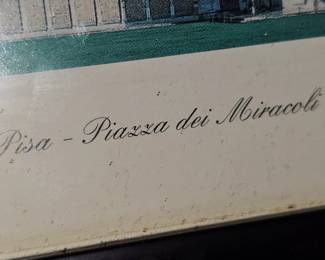 Pisa - Piazza dei Miracoli